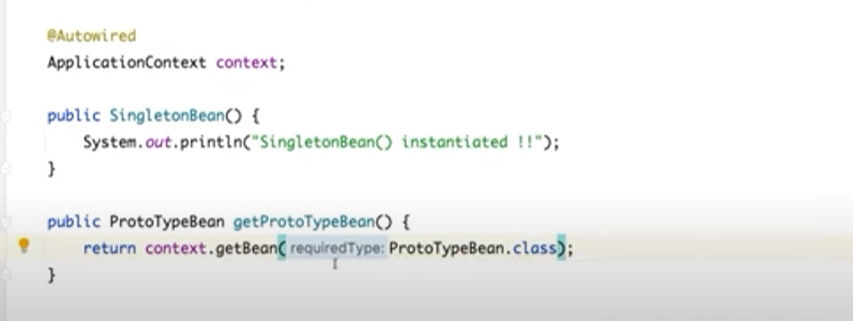 @Autowired
ApplicationContext context;
public SingletonBean() {
System.out.println("SingletonBean() instantiated !!");
}
public ProtoTypeBean getProtoTypeBean() {
return context.getBean( requiredType: ProtoTypeBean.class);
}